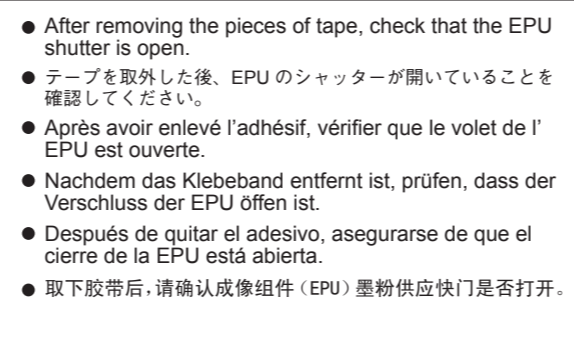 ● After removing the pieces of tape, check that the EPU
shutter is open.
● テープを取外した後、EPU のシャッターが開いていることを
確認してください。
● Après avoir enlevé l’adhésif, vérifier que le volet de l’
EPU est ouverte.
● Nachdem das Klebeband entfernt ist, prüfen, dass der
Verschluss der EPU öffen ist.
● Después de quitar el adesivo, asegurarse de que el
cierre de la EPU está abierta.
● 取下胶带后，请确认成像组件（EPU）墨粉供应快门是否打开。